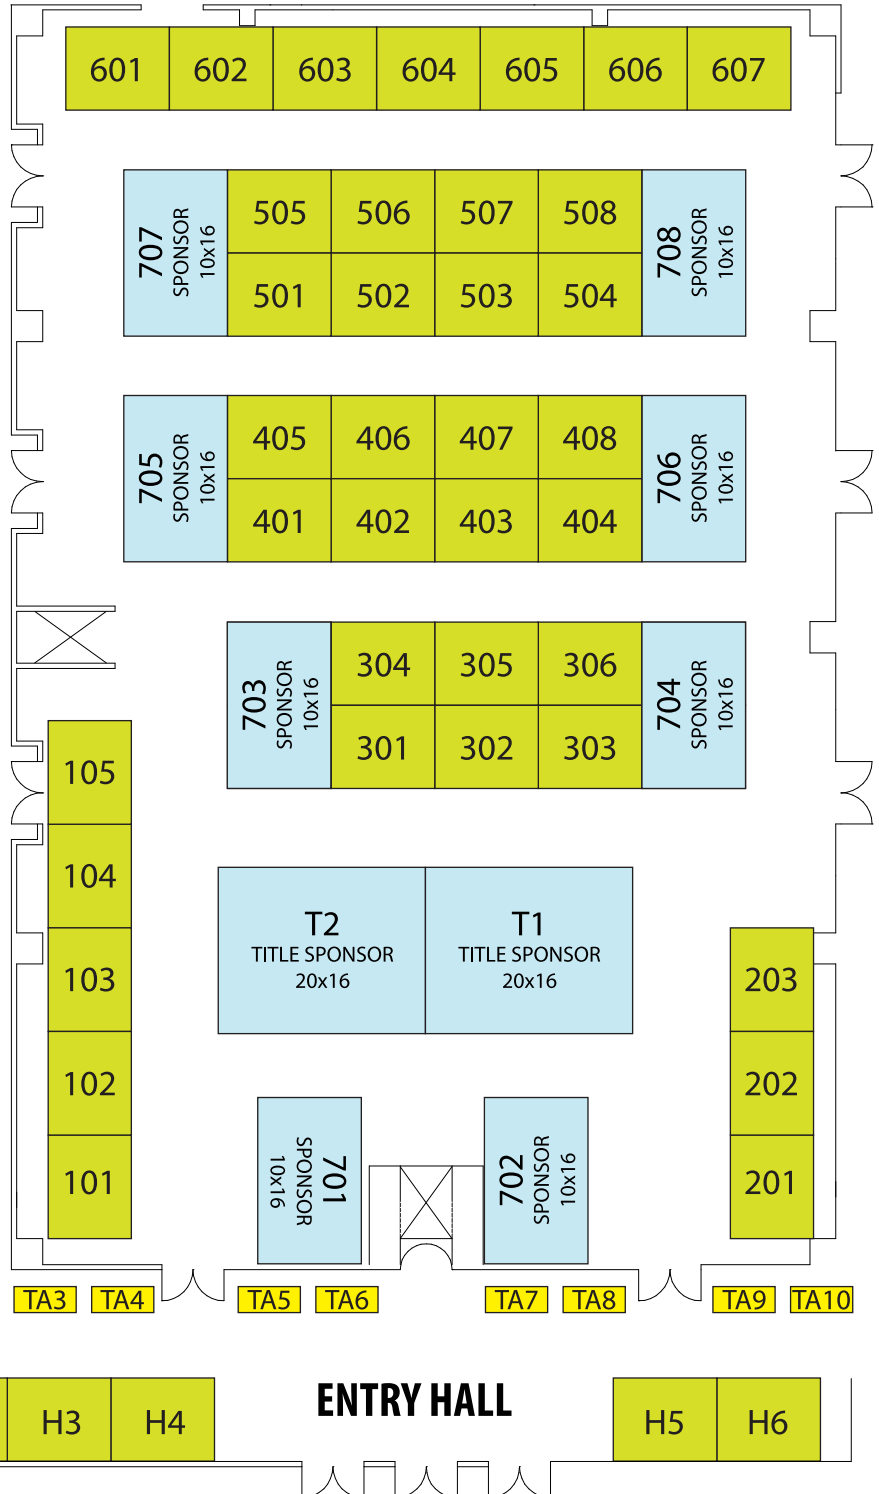 601 602 603 604 605 606 607
707 SPONSOR 10x16
505 506 507 508
501 502 503 504
708 SPONSOR 10x16
705 SPONSOR 10x16
405 406 407 408
401 402 403 404
706 SPONSOR 10x16
703 SPONSOR 10x16
304 305 306
301 302 303
704 SPONSOR 10x16
105
104
103
102
101
T2
TITLE SPONSOR
20x16
T1
TITLE SPONSOR
20x16
203
202
201
701
SPONSOR
10x16
702
SPONSOR
10x16
TA3 TA4 TA5 TA6 TA7 TA8 TA9 TA10
ENTRY HALL
H3 H4 H5 H6